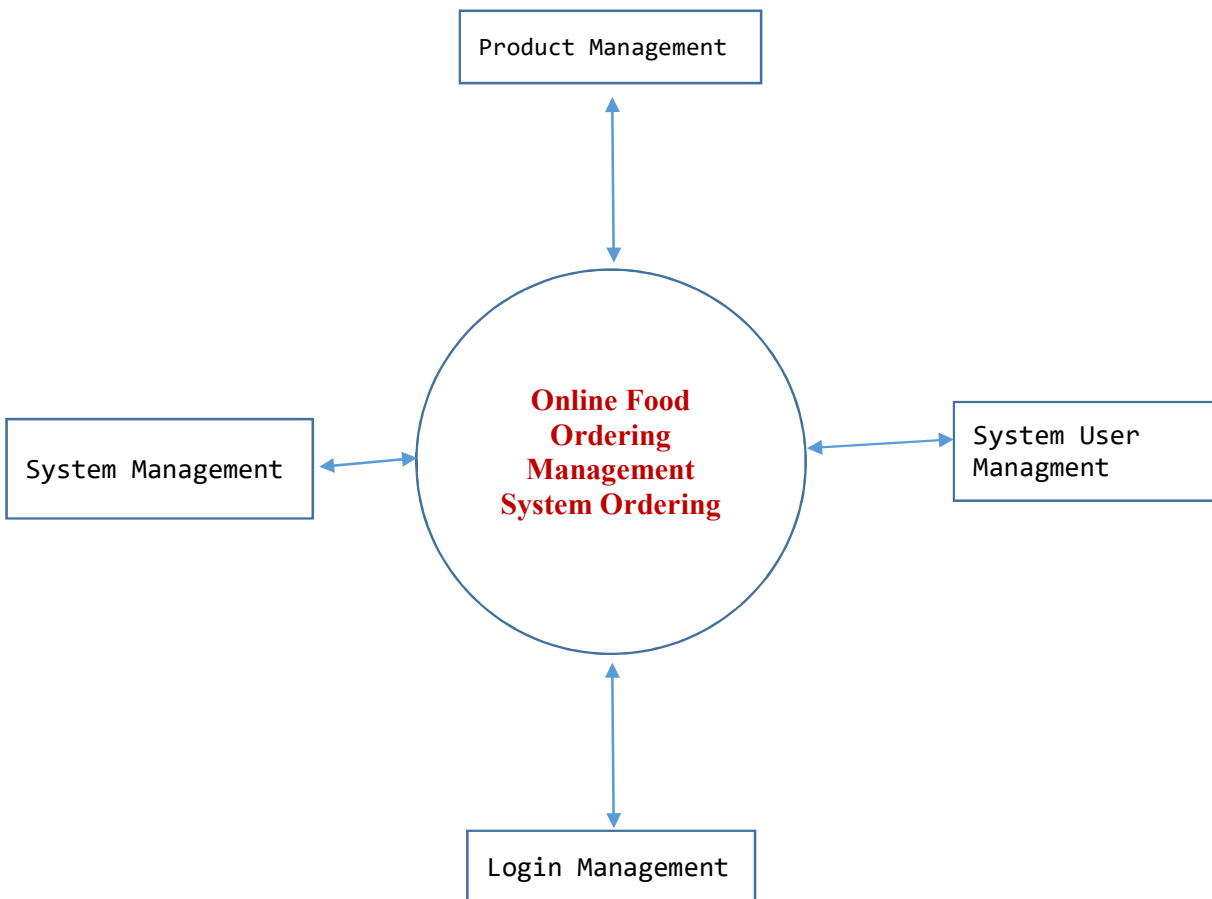 Product Management
Online Food
Ordering
Management
System Ordering
System Management
System User
Managment
Login Management